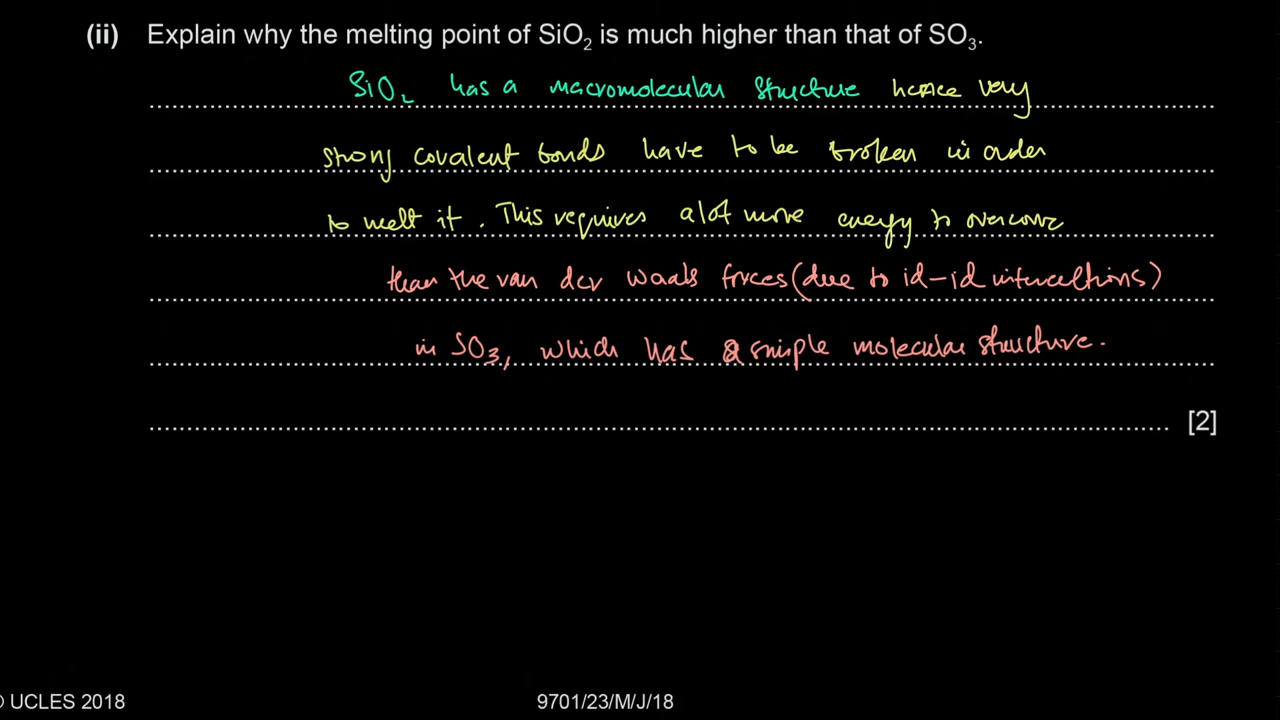 (ii) Explain why the melting point of SiO2 is much higher than that of SO3.
SiO2 has a macromolecular structure hence very
strong covalent bonds have to be broken in order
to melt it. This requires a lot more energy to overcome
than the van der waals forces (due to id-id interactions)
in SO3, which has a simple molecular structure.
[2]
© UCLES 2018
9701/23/M/J/18